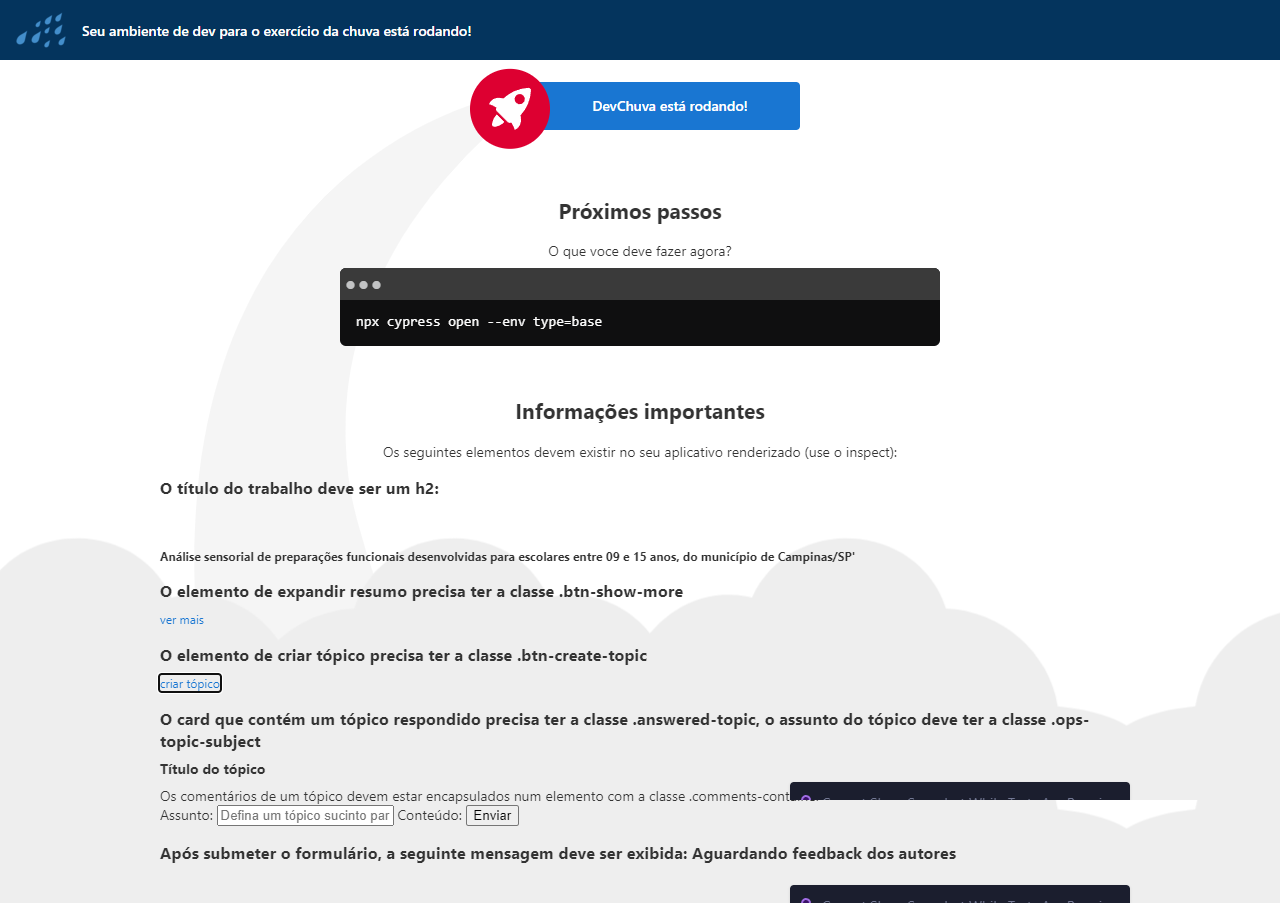 Seu ambiente de dev para o exercício da chuva está rodando!
DevChuva está rodando!
Próximos passos
O que voce deve fazer agora?
npx cypress open --env type=base
Informações importantes
Os seguintes elementos devem existir no seu aplicativo renderizado (use o inspect):
O título do trabalho deve ser um h2:
Análise sensorial de preparações funcionais desenvolvidas para escolares entre 09 e 15 anos, do município de Campinas/SP'
O elemento de expandir resumo precisa ter a classe .btn-show-more
ver mais
O elemento de criar tópico precisa ter a classe .btn-create-topic
criar tópico
O card que contém um tópico respondido precisa ter a classe .answered-topic, o assunto do tópico deve ter a classe .ops-
topic-subject
Título do tópico
Os comentários de um tópico devem estar encapsulados num elemento com a classe
Assunto: Defina um tópico sucinto par Conteúdo: Enviar
Após submeter o formulário, a seguinte mensagem deve ser exibida: Aguardando feedback dos autores